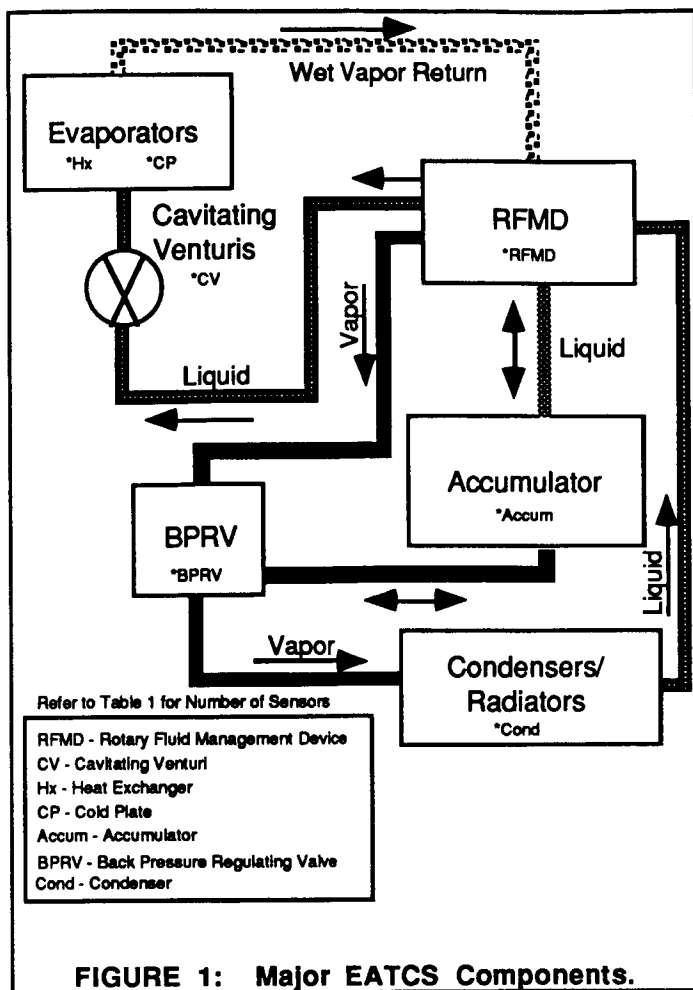 Wet Vapor Return
Evaporators
*Hx *CP
Cavitating
Venturis
*CV
RFMD
*RFMD
Vapor
Liquid
Liquid
Accumulator
*Accum
BPRV
*BPRV
Liquid
Vapor
Condensers/
Radiators
*Cond
Refer to Table 1 for Number of Sensors
RFMD - Rotary Fluid Management Device
CV - Cavitating Venturi
Hx - Heat Exchanger
CP - Cold Plate
Accum - Accumulator
BPRV - Back Pressure Regulating Valve
Cond - Condenser
FIGURE 1: Major EATCS Components.